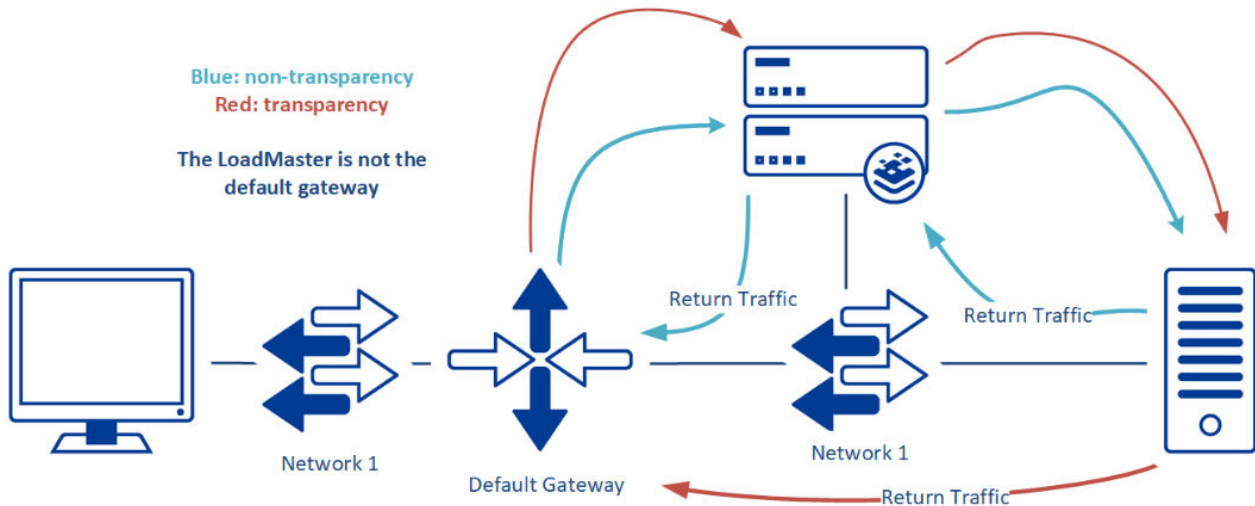 Blue: non-transparency
Red: transparency
The LoadMaster is not the
default gateway
Return Traffic
Return Traffic
Network 1
Network 1
Default Gateway
Return Traffic